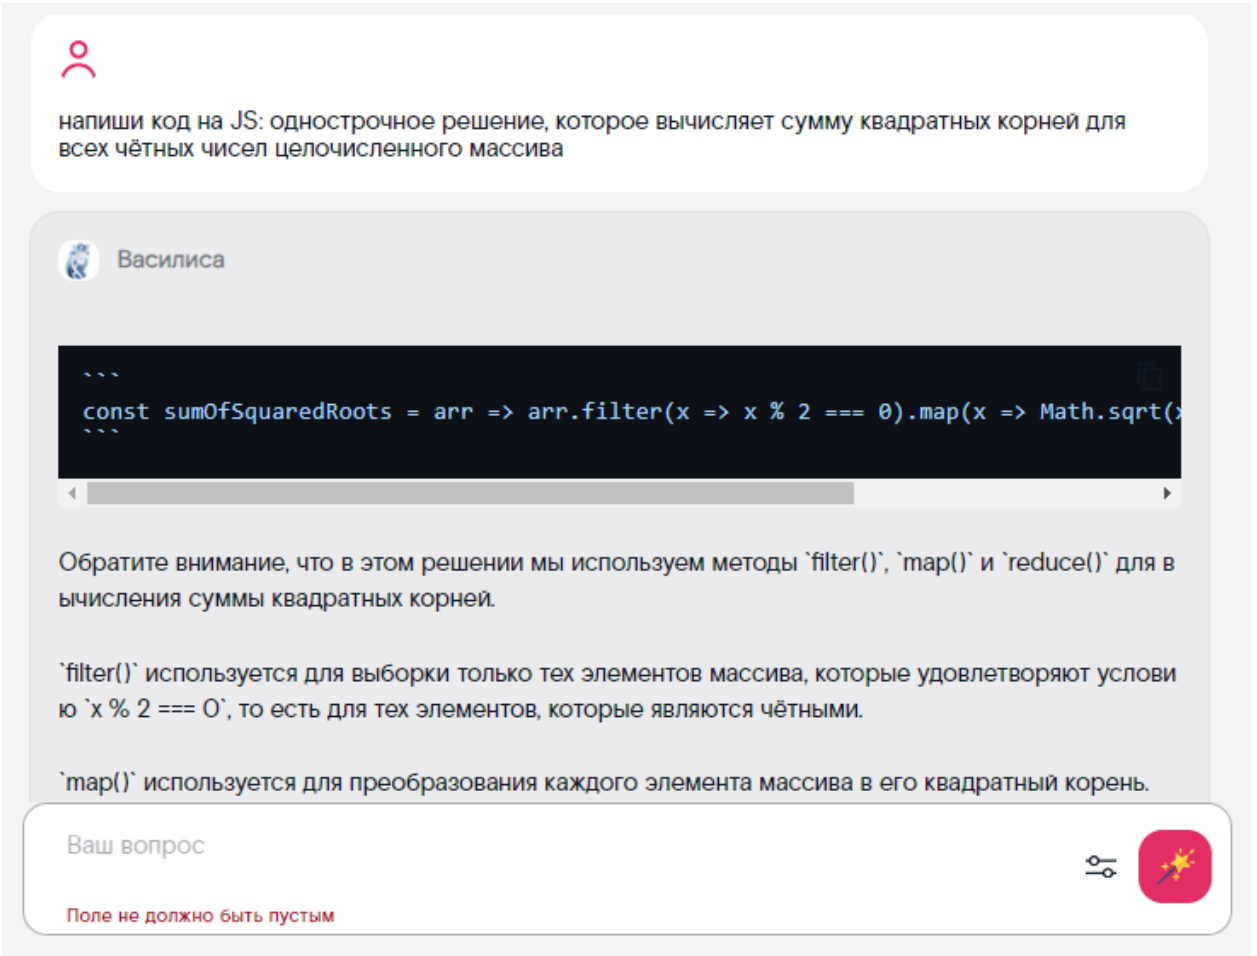 напиши код на JS: однострочное решение, которое вычисляет сумму квадратных корней для
всех чётных чисел целочисленного массива
Василиса
```
const sumOfSquaredRoots = arr => arr.filter(x => x % 2 === 0).map(x => Math.sqrt(x
```
Обратите внимание, что в этом решении мы используем методы `filter()`, `map()` и `reduce()` для в
ычисления суммы квадратных корней.
`filter()` используется для выборки только тех элементов массива, которые удовлетворяют услови
ю `x % 2 === 0`, то есть для тех элементов, которые являются чётными.
`map()` используется для преобразования каждого элемента массива в его квадратный корень.
Ваш вопрос
Поле не должно быть пустым